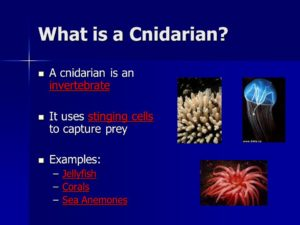 What is a Cnidarian?
A cnidarian is an
invertebrate
It uses stinging cells
to capture prey
Examples:
– Jellyfish
– Corals
– Sea Anemones